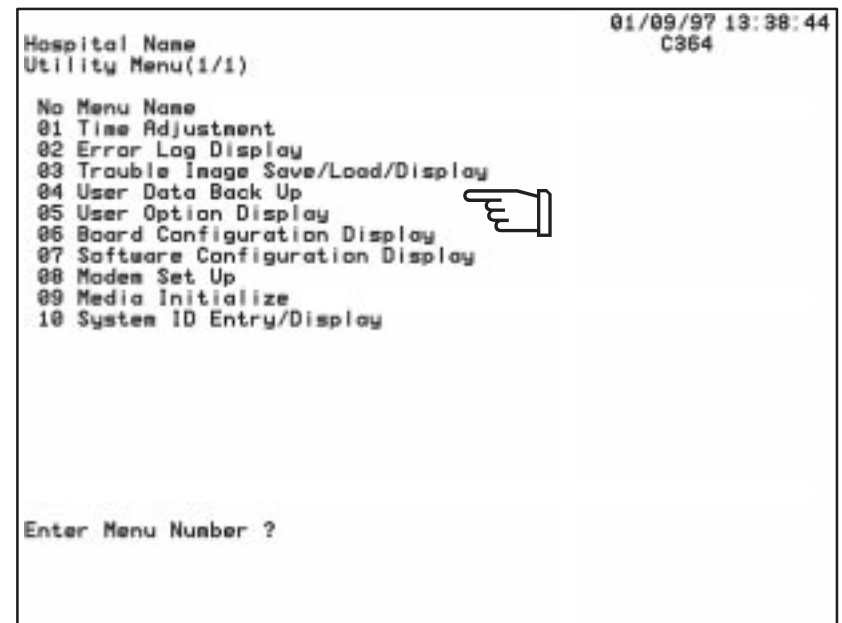 01/09/97 13:38:44
Hospital Name C364
Utility Menu(1/1)
No Menu Name
01 Time Adjustment
02 Error Log Display
03 Trouble Image Save/Load/Display
04 User Data Back Up
05 User Option Display
06 Board Configuration Display
07 Software Configuration Display
08 Modem Set Up
09 Media Initialize
10 System ID Entry/Display
Enter Menu Number ?